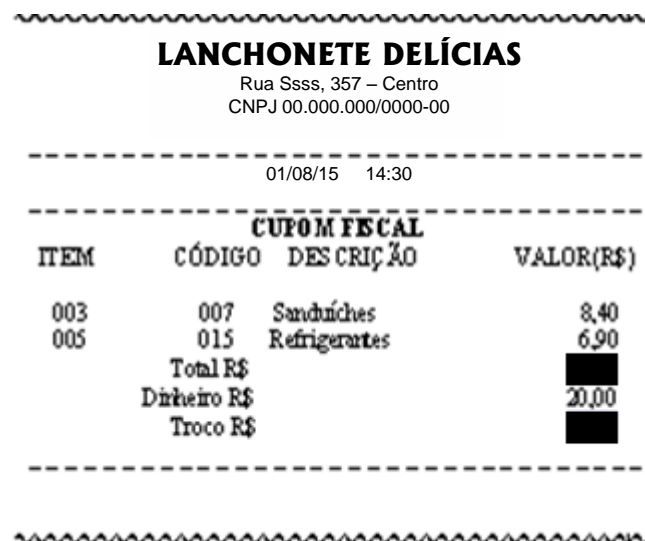 LANCHONETE DELÍCIAS
Rua Ssss, 357 – Centro
CNPJ 00.000.000/0000-00
01/08/15 14:30
CUPOM FISCAL
ITEM CÓDIGO DESCRIÇÃO VALOR(R$)
003 007 Sanduíches 8,40
005 015 Refrigerantes 6,90
Total R$
Dinheiro R$ 20,00
Troco R$